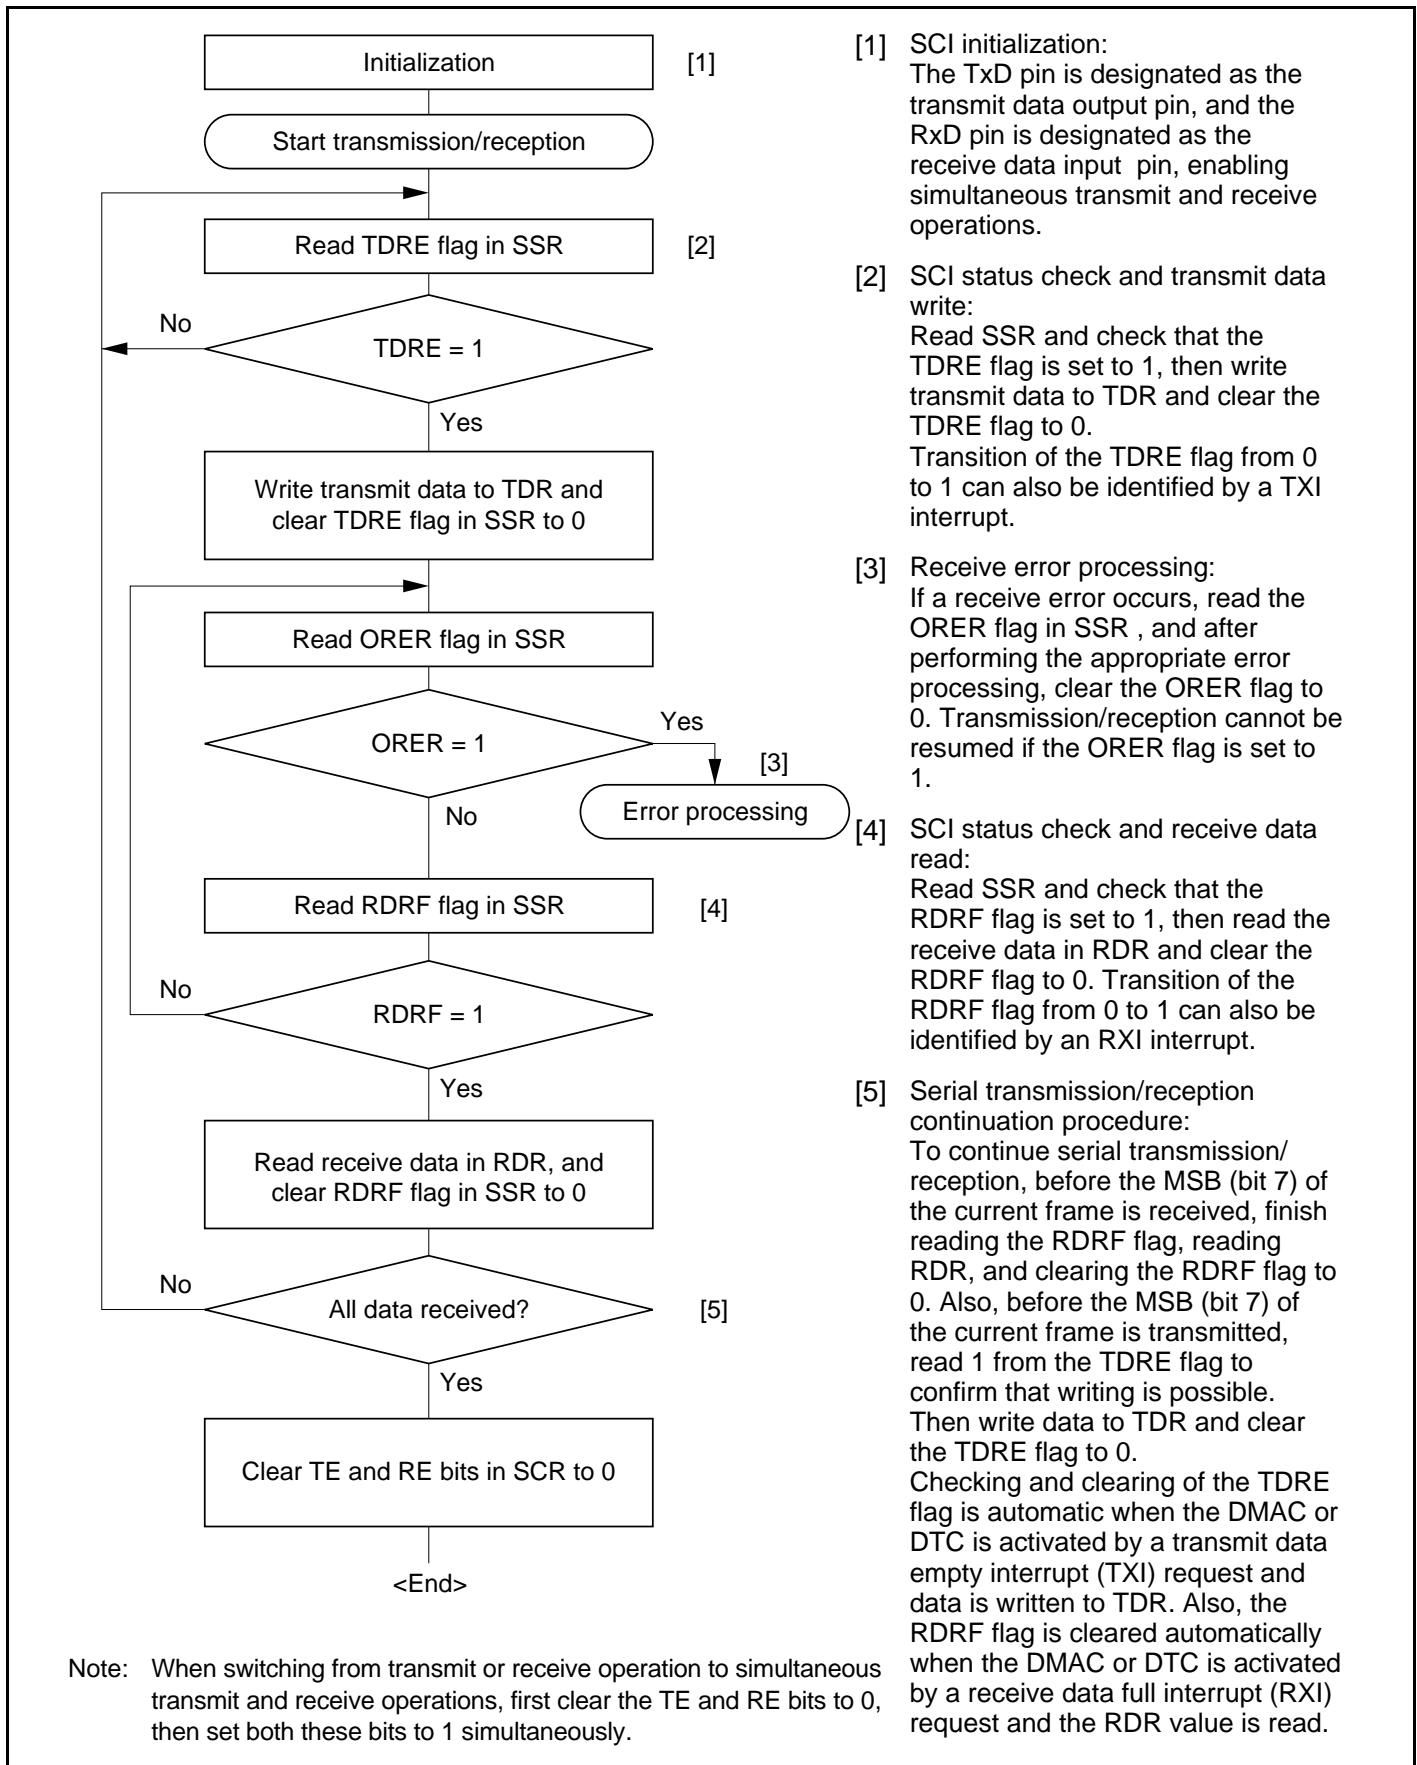 Initialization [1]
Start transmission/reception
Read TDRE flag in SSR [2]
No
TDRE = 1
Yes
Write transmit data to TDR and
clear TDRE flag in SSR to 0
Read ORER flag in SSR
Yes
ORER = 1
[3]
No
Error processing
Read RDRF flag in SSR [4]
No
RDRF = 1
Yes
Read receive data in RDR, and
clear RDRF flag in SSR to 0
No
All data received? [5]
Yes
Clear TE and RE bits in SCR to 0
<End>
Note: When switching from transmit or receive operation to simultaneous
transmit and receive operations, first clear the TE and RE bits to 0,
then set both these bits to 1 simultaneously.
[1] SCI initialization:
The TxD pin is designated as the
transmit data output pin, and the
RxD pin is designated as the
receive data input pin, enabling
simultaneous transmit and receive
operations.
[2] SCI status check and transmit data
write:
Read SSR and check that the
TDRE flag is set to 1, then write
transmit data to TDR and clear the
TDRE flag to 0.
Transition of the TDRE flag from 0
to 1 can also be identified by a TXI
interrupt.
[3] Receive error processing:
If a receive error occurs, read the
ORER flag in SSR , and after
performing the appropriate error
processing, clear the ORER flag to
0. Transmission/reception cannot be
resumed if the ORER flag is set to
1.
[4] SCI status check and receive data
read:
Read SSR and check that the
RDRF flag is set to 1, then read the
receive data in RDR and clear the
RDRF flag to 0. Transition of the
RDRF flag from 0 to 1 can also be
identified by an RXI interrupt.
[5] Serial transmission/reception
continuation procedure:
To continue serial transmission/
reception, before the MSB (bit 7) of
the current frame is received, finish
reading the RDRF flag, reading
RDR, and clearing the RDRF flag to
0. Also, before the MSB (bit 7) of
the current frame is transmitted,
read 1 from the TDRE flag to
confirm that writing is possible.
Then write data to TDR and clear
the TDRE flag to 0.
Checking and clearing of the TDRE
flag is automatic when the DMAC or
DTC is activated by a transmit data
empty interrupt (TXI) request and
data is written to TDR. Also, the
RDRF flag is cleared automatically
when the DMAC or DTC is activated
by a receive data full interrupt (RXI)
request and the RDR value is read.